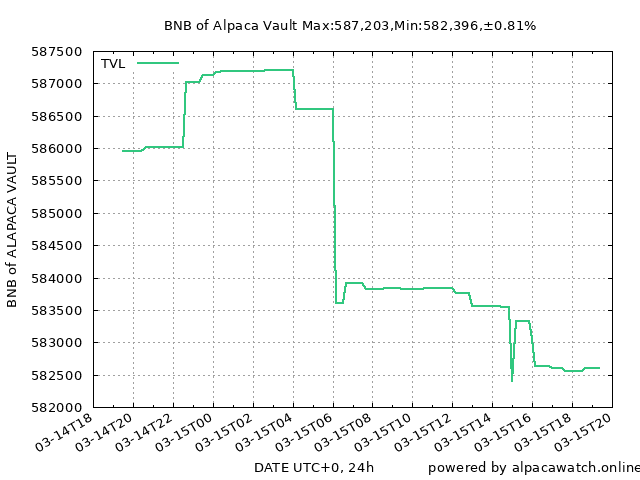 BNB of Alpaca Vault Max:587,203,Min:582,396,±0.81%
TVL
587500
587000
586500
586000
585500
585000
584500
584000
583500
583000
582500
582000
BNB of ALAPACA VAULT
03-14T18
03-14T20
03-14T22
03-15T00
03-15T02
03-15T04
03-15T06
03-15T08
03-15T10
03-15T12
03-15T14
03-15T16
03-15T18
03-15T20
DATE UTC+0, 24h
powered by alpacawatch.online